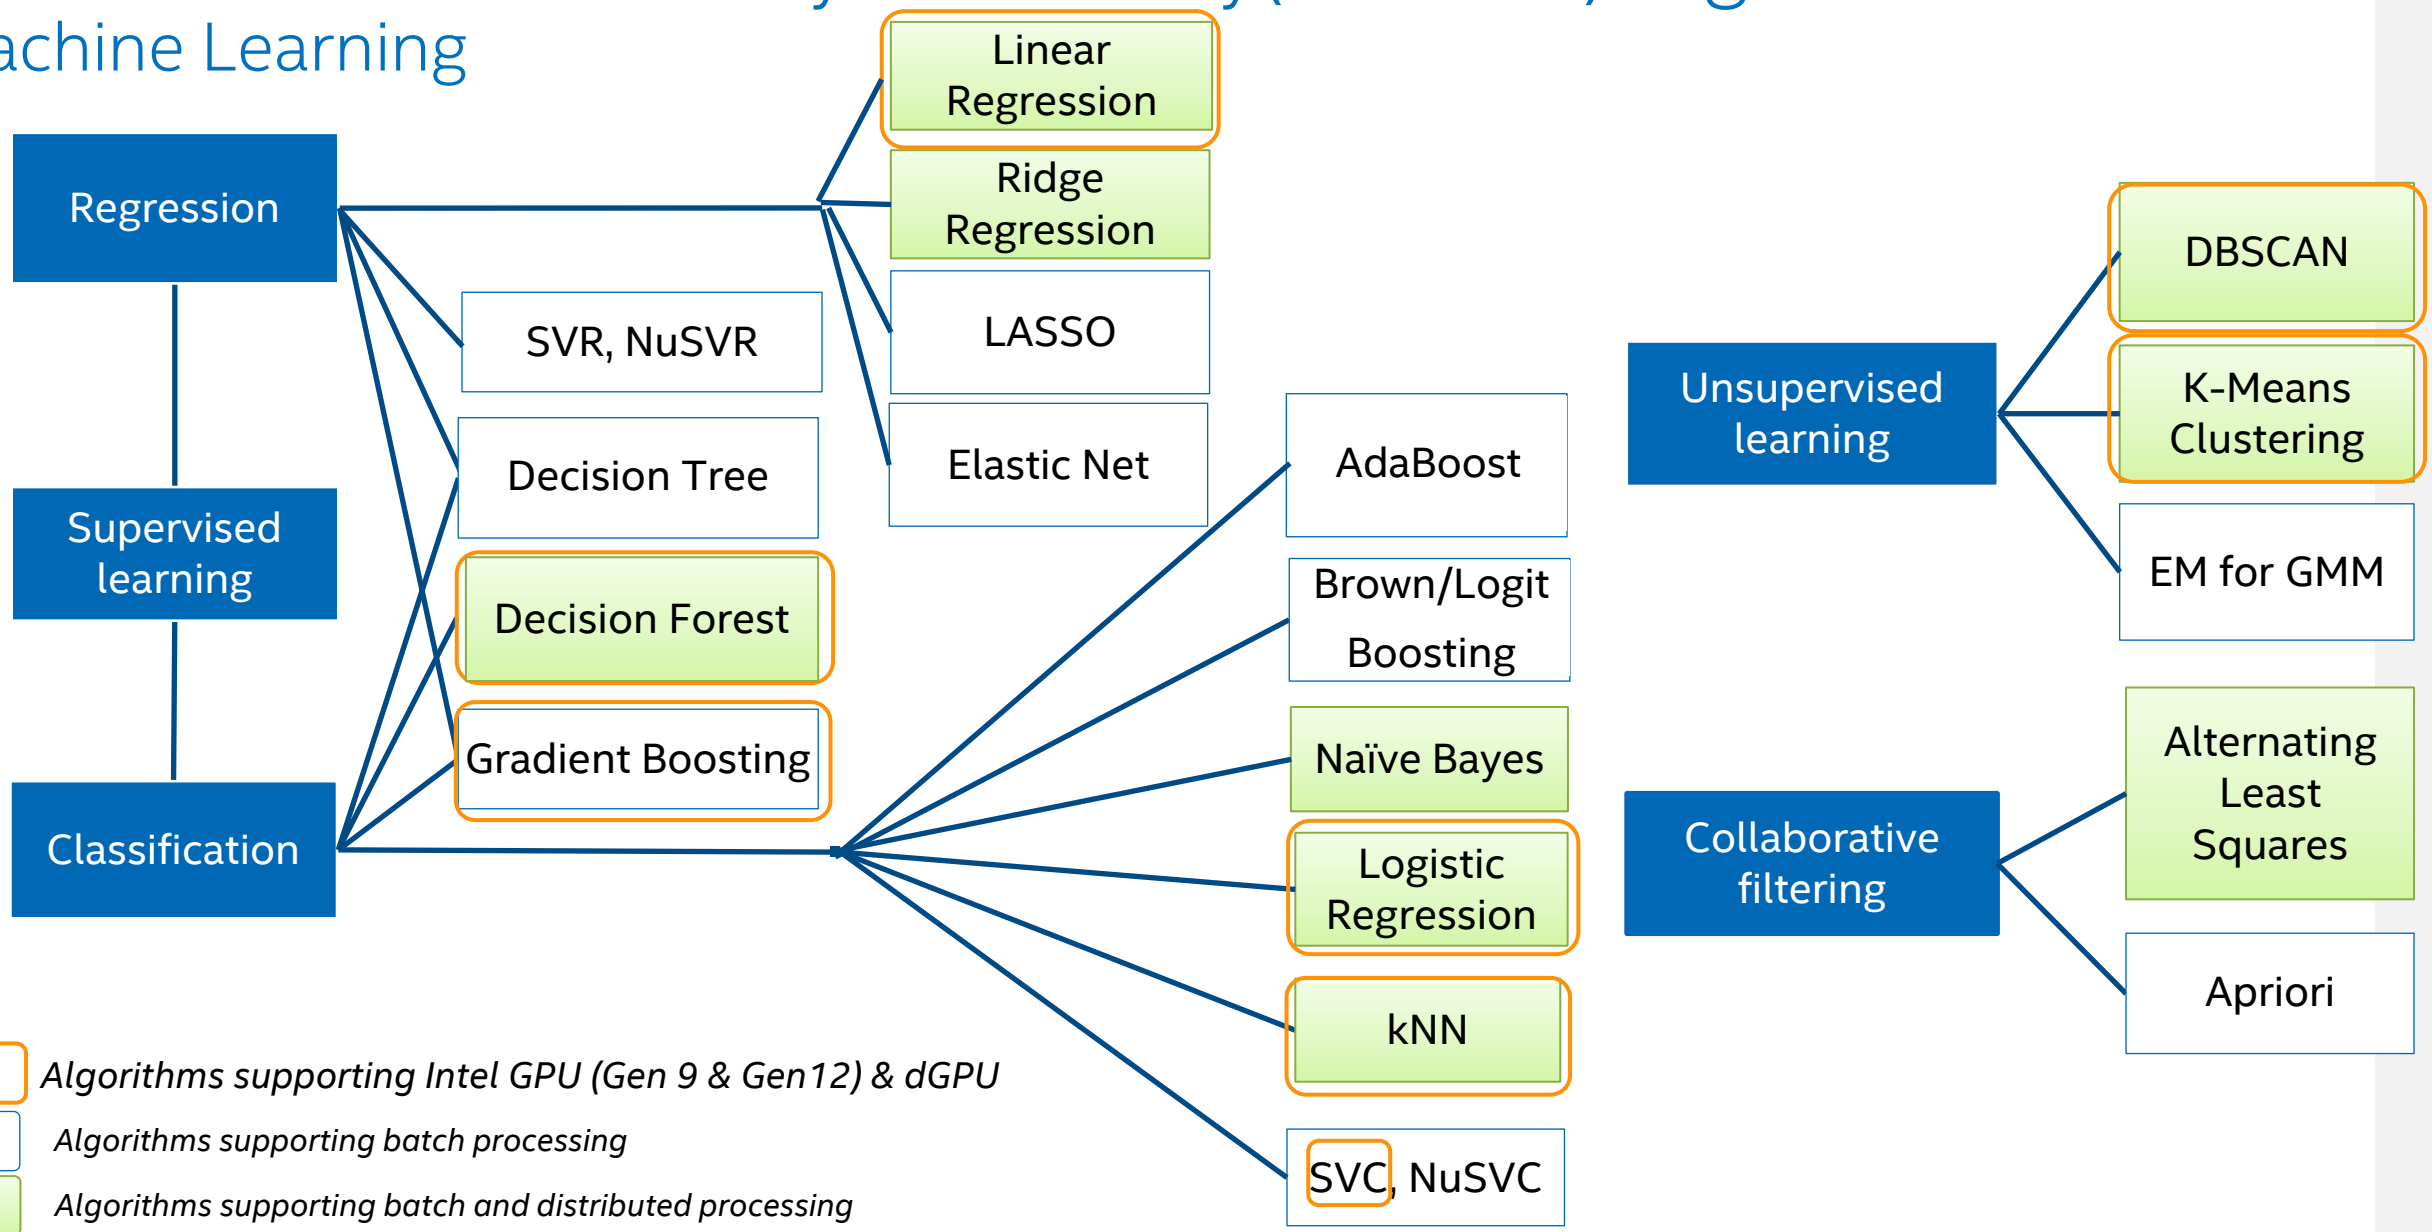 Machine Learning
Linear
Regression
Ridge
Regression
LASSO
Elastic Net
Regression
SVR, NuSVR
Decision Tree
Supervised
learning
Decision Forest
Gradient Boosting
Classification
AdaBoost
Brown/Logit
Boosting
Naïve Bayes
Logistic
Regression
kNN
SVC, NuSVC
Unsupervised
learning
DBSCAN
K-Means
Clustering
EM for GMM
Collaborative
filtering
Alternating
Least
Squares
Apriori
Algorithms supporting Intel GPU (Gen 9 & Gen12) & dGPU
Algorithms supporting batch processing
Algorithms supporting batch and distributed processing